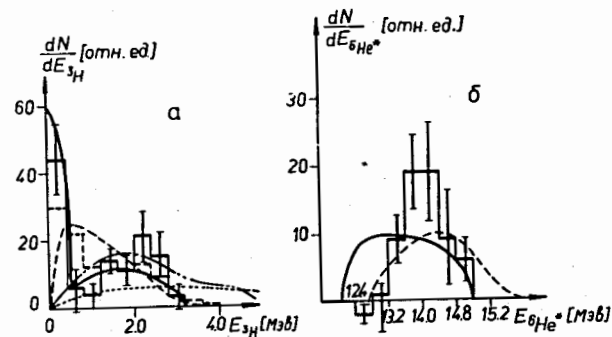 dN
dE₃H
[отн. ед.]
60
40
20
0
а
0
2.0
4.0
E₃H [Мэв]
dN
dE₆He*
[отн. ед.]
30
20
10
б
12.4
13.2
14.0
14.8
15.2
E₆He* [Мэв]